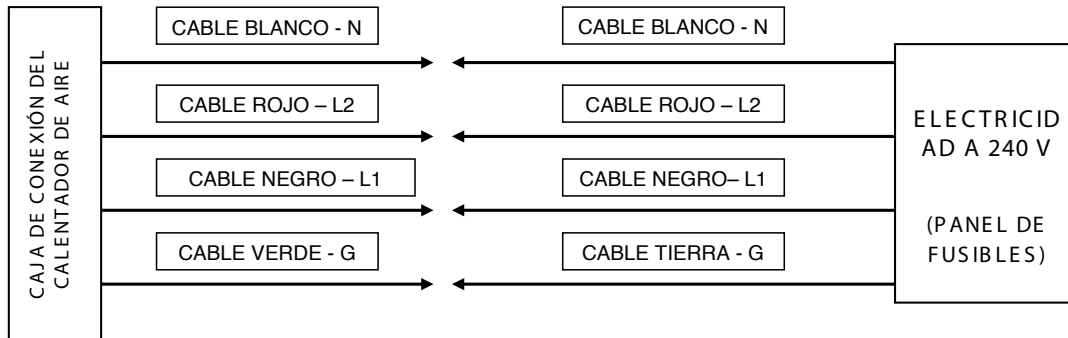 CAJA DE CONEXIÓN DEL
CALENTADOR DE AIRE
CABLE BLANCO - N
CABLE BLANCO - N
CABLE ROJO – L2
CABLE ROJO – L2
CABLE NEGRO – L1
CABLE NEGRO– L1
CABLE VERDE - G
CABLE TIERRA - G
ELECTRICID
AD A 240 V
(PANEL DE
FUSIBLES)